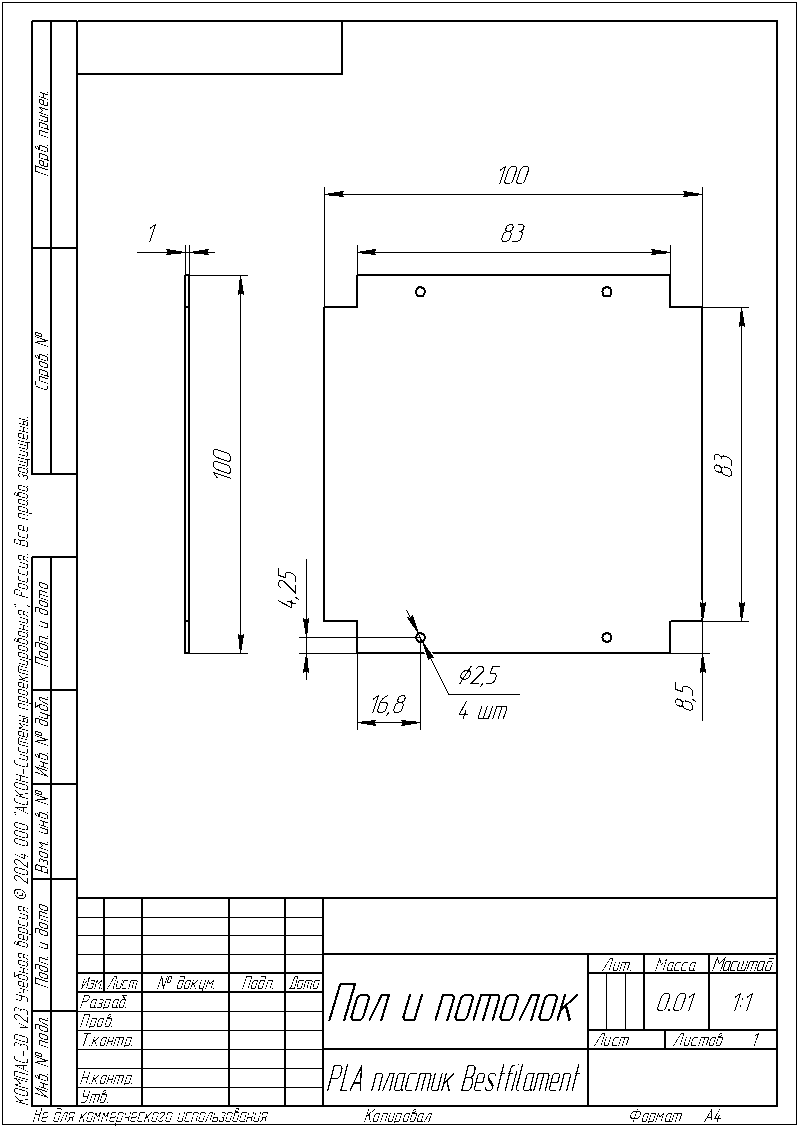 Перв. примен.
Справ. №
Подп. и дата
Инв. № дубл.
Взам. инв. №
Подп. и дата
Инв. № подл.
КОМПАС-3D v23 Учебная версия © 2024 ООО "АСКОН-Системы проектирования", Россия. Все права защищены.
100
1
83
100
83
4,25
⌀2,5
4 шт
16,8
8,5
Изм. Лист № докум. Подп. Дата
Разраб.
Пров.
Т.контр.
Н.контр.
Утв.
Пол и потолок
Лит. Масса Масштаб
0.01 1:1
Лист Листов 1
PLA пластик Bestfilament
Не для коммерческого использования Копировал Формат A4